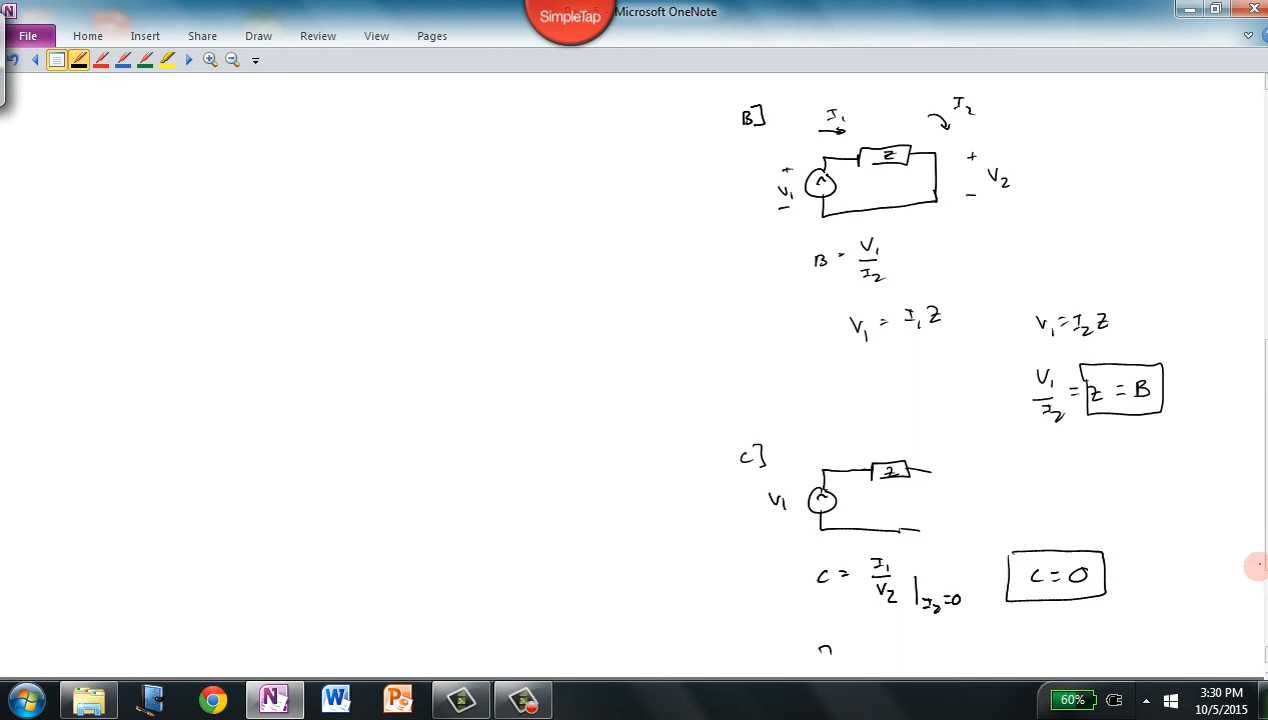 SimpleTap
Microsoft OneNote
File Home Insert Share Draw Review View Pages
B]
I1
I2
Z
+
V1
-
+
V2
-
B = V1/I2
V1 = I1 Z
V1 = I2 Z
V1/I2 = Z = B
C]
Z
V1
C = I1/V2 | I2=0
C = 0
60%
3:30 PM
10/5/2015